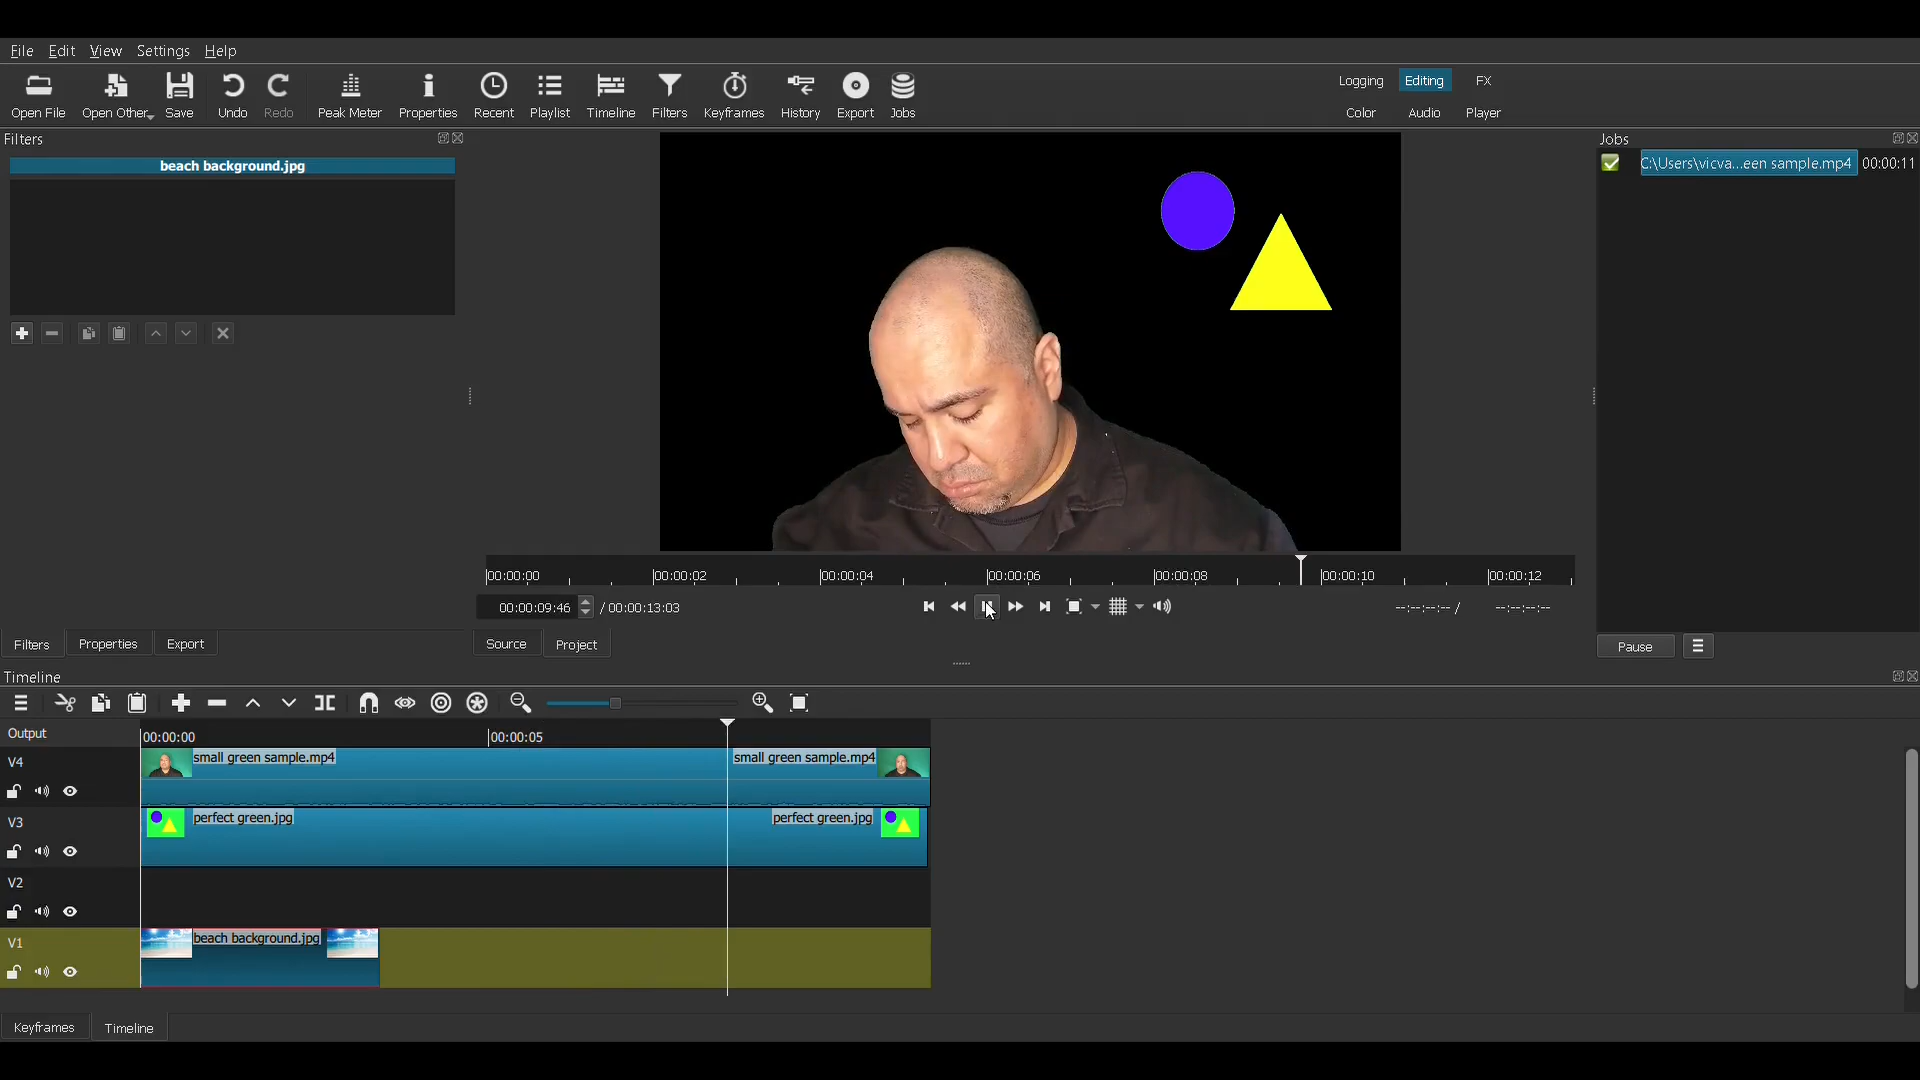 File Edit View Settings Help
Open File Open Other Save Undo Redo Peak Meter Properties Recent Playlist Timeline Filters Keyframes History Export Jobs
Logging Editing FX
Color Audio Player
Filters
beach background.jpg
Jobs
C:\Users\vicva...een sample.mp4 00:00:11
00:00:00 00:00:02 00:00:04 00:00:06 00:00:08 00:00:10 00:00:12
00:00:09:46 / 00:00:13:03 --:--:--:-- / --:--:--:--
Filters Properties Export Source Project Pause
Timeline
Output 00:00:00 00:00:05
V4 small green sample.mp4 small green sample.mp4
V3 perfect green.jpg perfect green.jpg
V2
V1 beach background.jpg
Keyframes Timeline